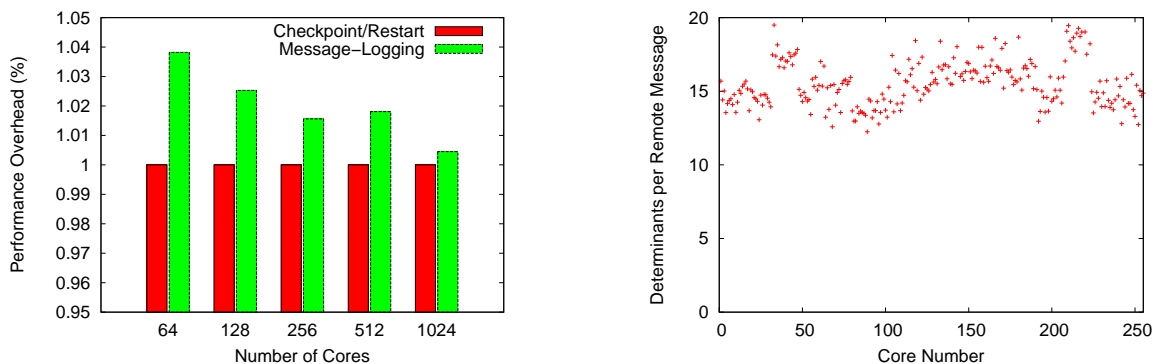 Performance Overhead (%)
1.05
1.04
1.03
1.02
1.01
1
0.99
0.98
0.97
0.96
0.95
Checkpoint/Restart
Message-Logging
64 128 256 512 1024
Number of Cores
Determinants per Remote Message
20
15
10
5
0
0 50 100 150 200 250
Core Number